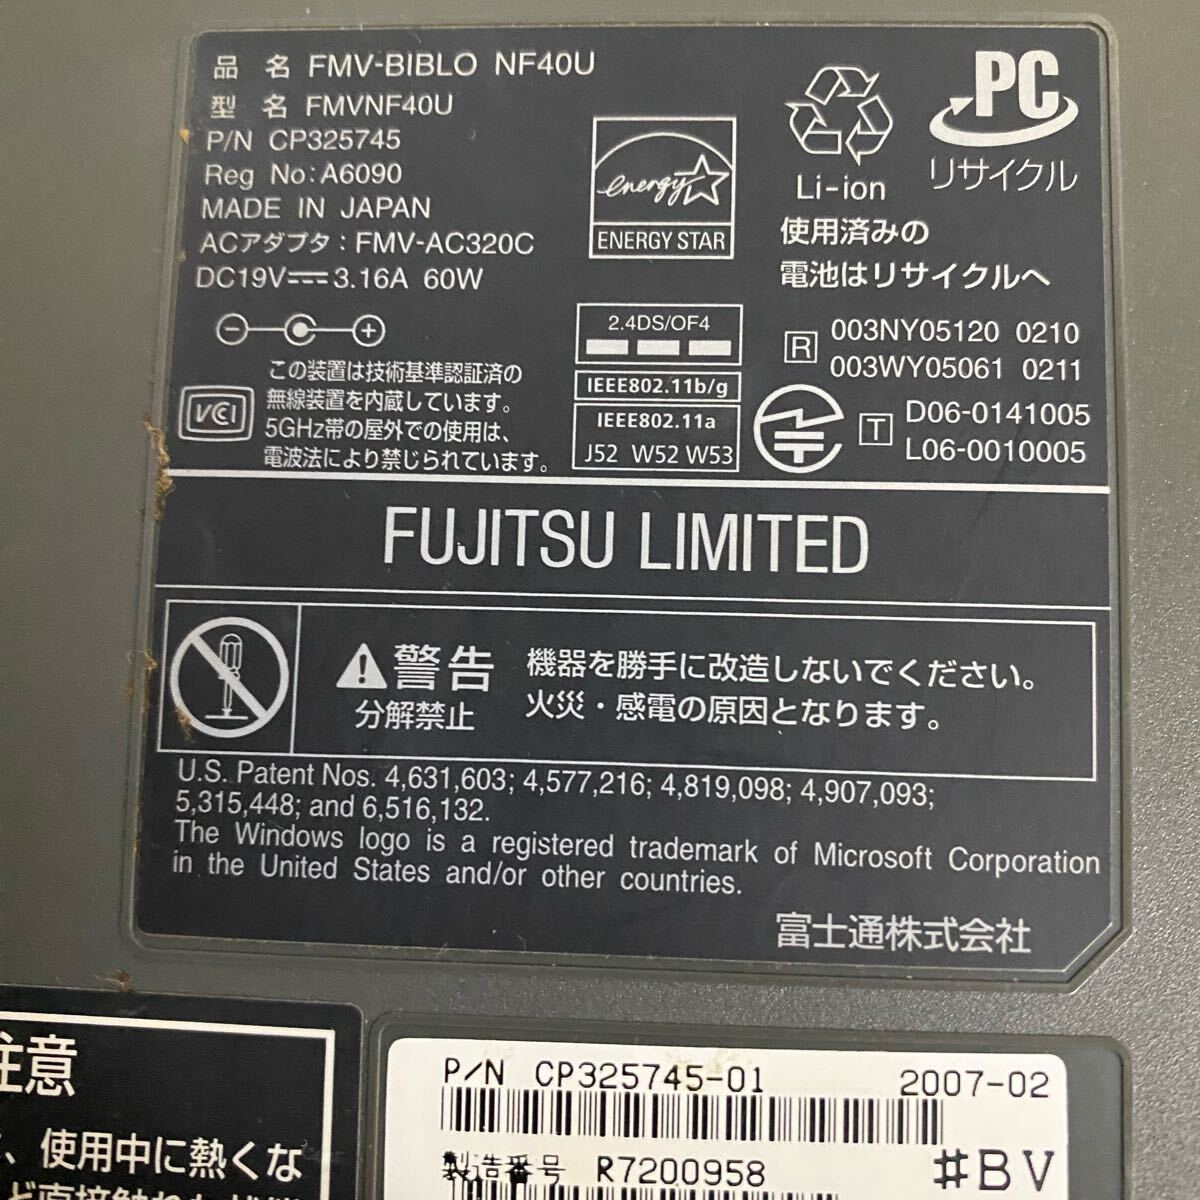 品 名 FMV-BIBLO NF40U
型 名 FMVNF40U
P/N CP325745
Reg No:A6090
MADE IN JAPAN
ACアダプタ：FMV-AC320C
DC19V 3.16A 60W
energy
ENERGY STAR
Li-ion
PC
リサイクル
使用済みの
電池はリサイクルへ
VCI
この装置は技術基準認証済の
無線装置を内蔵しています。
5GHz帯の屋外での使用は、
電波法により禁じられています。
2.4DS/OF4
IEEE802.11b/g
IEEE802.11a
J52 W52 W53
R 003NY05120 0210
003WY05061 0211
T D06-0141005
L06-0010005
FUJITSU LIMITED
警告
分解禁止
機器を勝手に改造しないでください。
火災・感電の原因となります。
U.S. Patent Nos. 4,631,603; 4,577,216; 4,819,098; 4,907,093;
5,315,448; and 6,516,132.
The Windows logo is a registered trademark of Microsoft Corporation
in the United States and/or other countries.
富士通株式会社
注意
、使用中に熱くな
P/N CP325745-01 2007-02
製造番号 R7200958 #BV